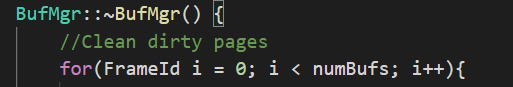 BufMgr::~BufMgr() {
//Clean dirty pages
for(FrameId i = 0; i < numBufs; i++){